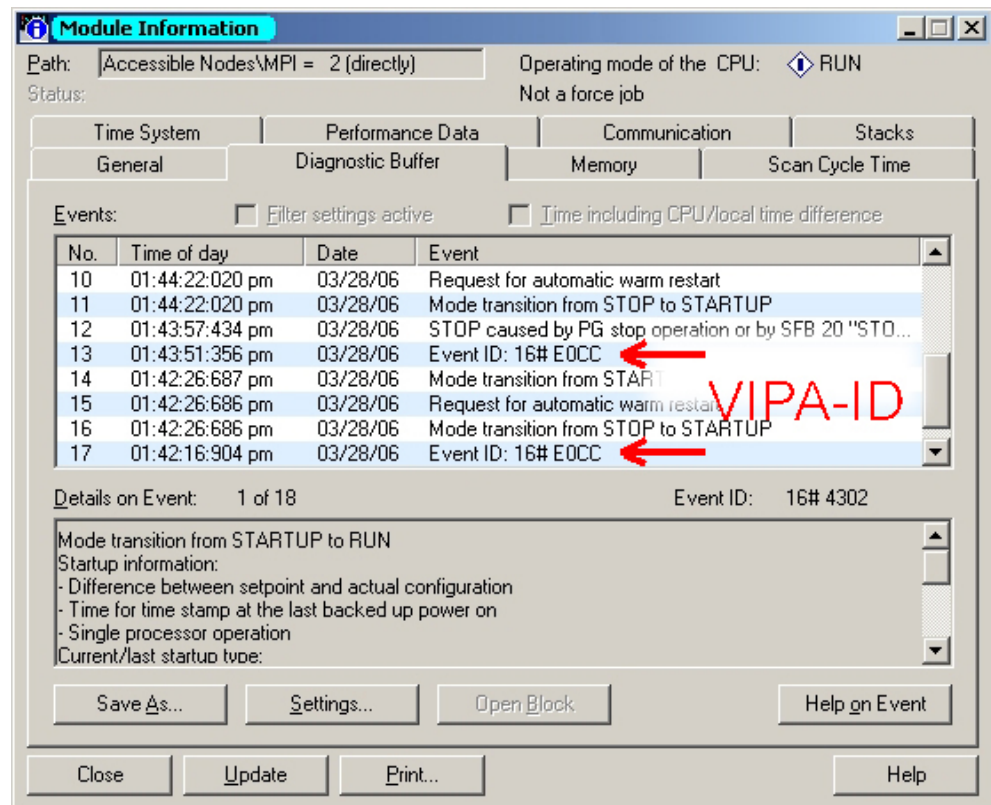 Module Information
Path: Accessible Nodes\MPI = 2 (directly) Operating mode of the CPU: RUN
Status: Not a force job
Time System Performance Data Communication Stacks
General Diagnostic Buffer Memory Scan Cycle Time
Events: Filter settings active Time including CPU/local time difference
No. Time of day Date Event
10 01:44:22:020 pm 03/28/06 Request for automatic warm restart
11 01:44:22:020 pm 03/28/06 Mode transition from STOP to STARTUP
12 01:43:57:434 pm 03/28/06 STOP caused by PG stop operation or by SFB 20 "STO...
13 01:43:51:356 pm 03/28/06 Event ID: 16# E0CC
14 01:42:26:687 pm 03/28/06 Mode transition from START
15 01:42:26:686 pm 03/28/06 Request for automatic warm restar
VIPA-ID
16 01:42:26:686 pm 03/28/06 Mode transition from STOP to STARTUP
17 01:42:16:904 pm 03/28/06 Event ID: 16# E0CC
Details on Event: 1 of 18 Event ID: 16# 4302
Mode transition from STARTUP to RUN
Startup information:
- Difference between setpoint and actual configuration
- Time for time stamp at the last backed up power on
- Single processor operation
Current/last startup type:
Save As... Settings... Open Block Help on Event
Close Update Print... Help